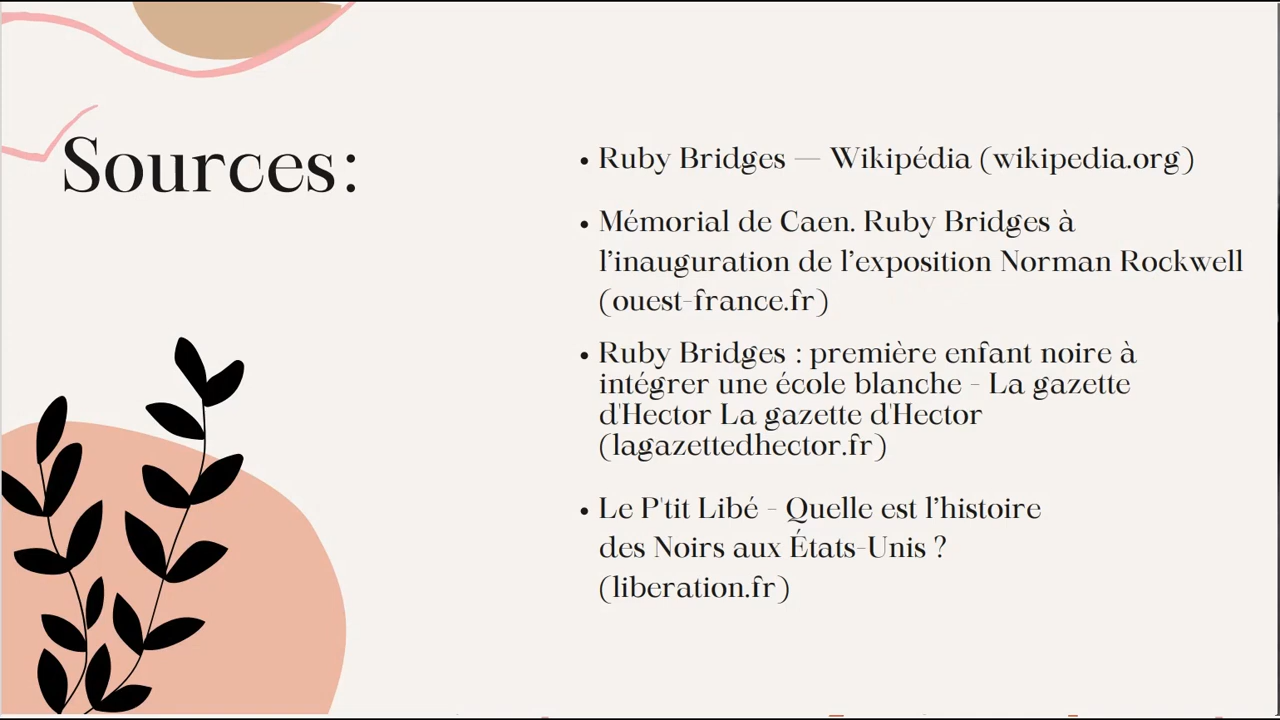 Sources:
• Ruby Bridges — Wikipédia (wikipedia.org)
• Mémorial de Caen. Ruby Bridges à
l’inauguration de l’exposition Norman Rockwell
(ouest-france.fr)
• Ruby Bridges : première enfant noire à
intégrer une école blanche - La gazette
d'Hector La gazette d'Hector
(lagazettedhector.fr)
• Le P'tit Libé - Quelle est l’histoire
des Noirs aux États-Unis ?
(liberation.fr)